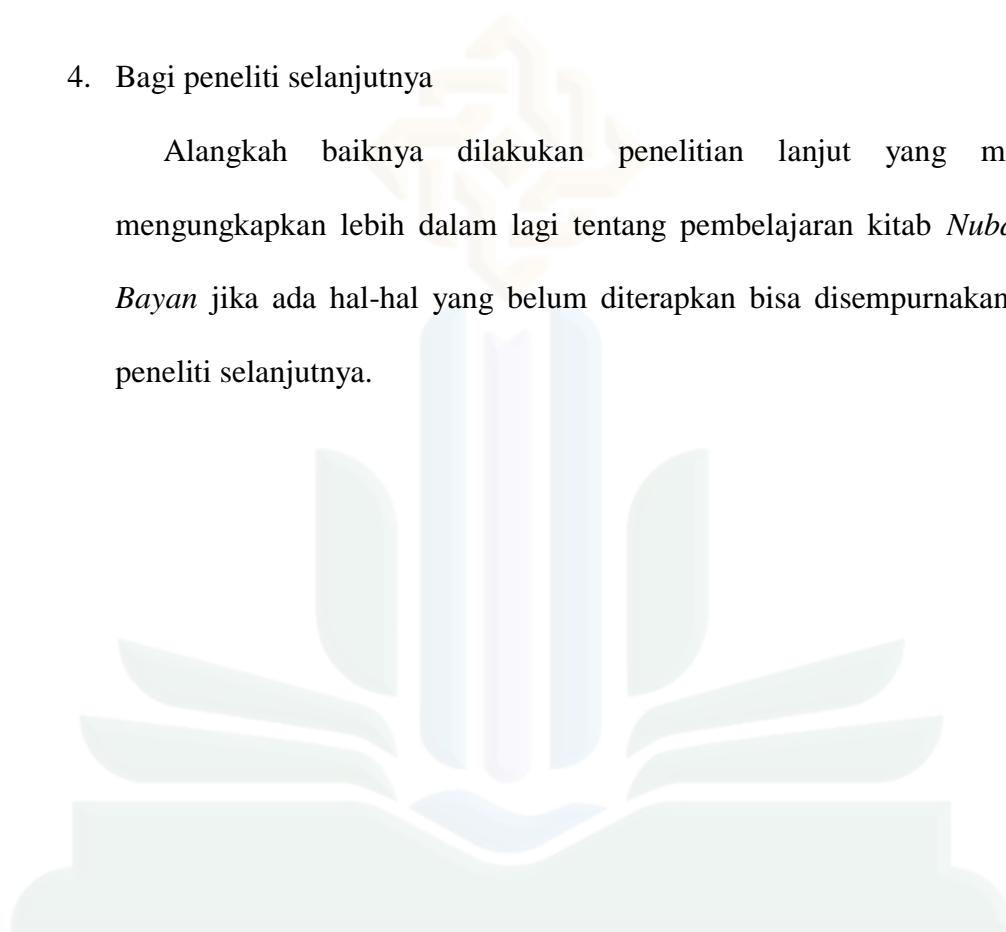 4. Bagi peneliti selanjutnya
Alangkah baiknya dilakukan penelitian lanjut yang
mengungkapkan lebih dalam lagi tentang pembelajaran kitab
Bayan jika ada hal-hal yang belum diterapkan bisa disempurnakan
peneliti selanjutnya.